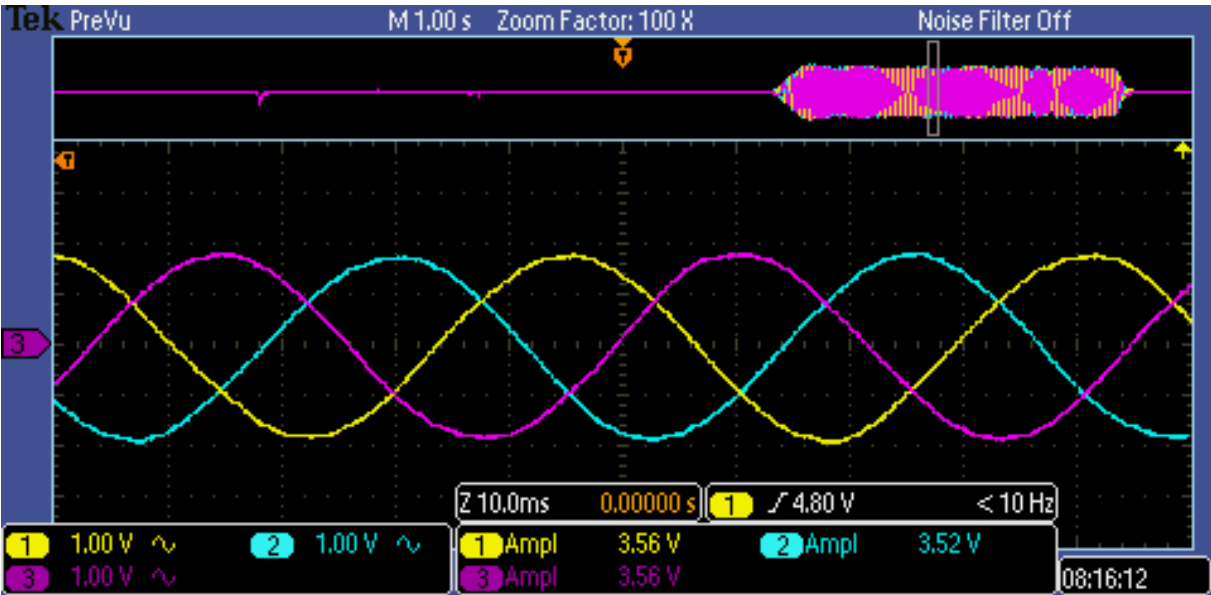 Tek PreVu M 1.00 s Zoom Factor: 100 X Noise Filter Off
T
T
3
Z 10.0ms 0.00000 s 1 4.80 V < 10 Hz
1 1.00 V 2 1.00 V 1 Ampl 3.56 V 2 Ampl 3.52 V
3 1.00 V 3 Ampl 3.56 V 08:16:12